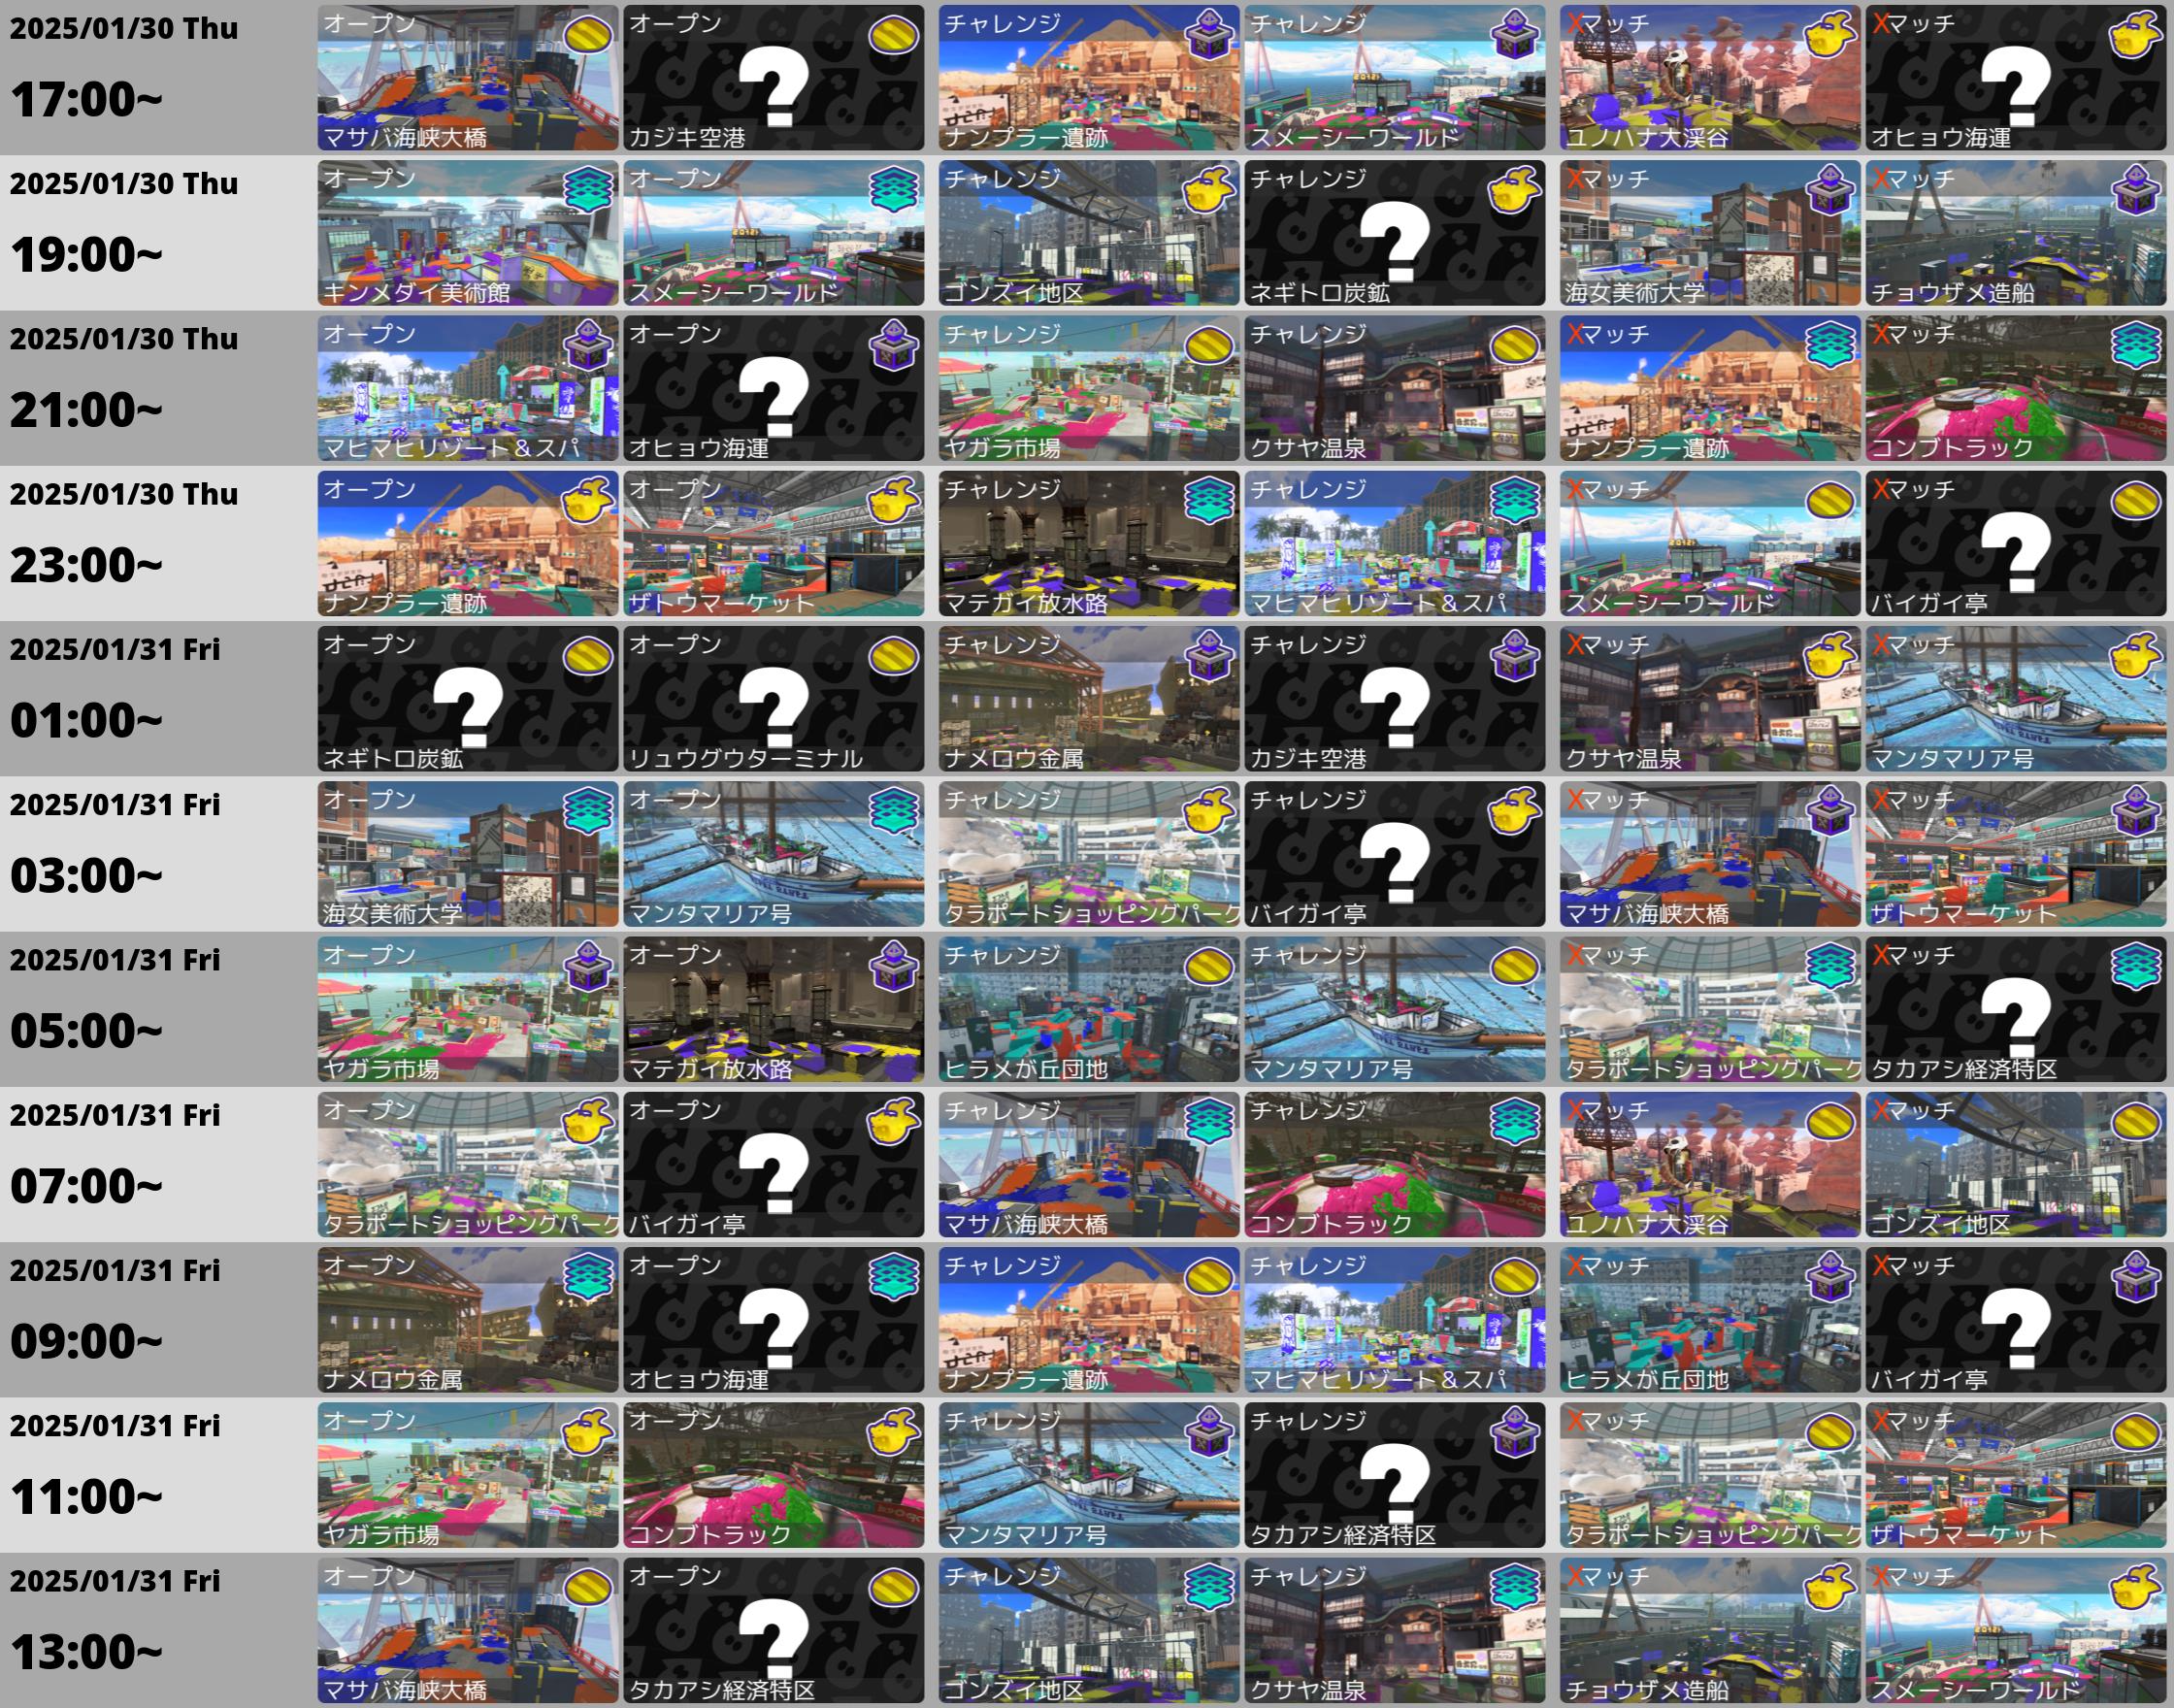 2025/01/30 Thu
17:00~
オープン
マサバ海峡大橋
オープン
カジキ空港
チャレンジ
ナンプラー遺跡
チャレンジ
スメーシーワールド
Xマッチ
ユノハナ大渓谷
Xマッチ
オヒョウ海運
2025/01/30 Thu
19:00~
オープン
キンメダイ美術館
オープン
スメーシーワールド
チャレンジ
ゴンズイ地区
チャレンジ
ネギトロ炭鉱
Xマッチ
海女美術大学
Xマッチ
チョウザメ造船
2025/01/30 Thu
21:00~
オープン
マヒマヒリゾート＆スパ
オープン
オヒョウ海運
チャレンジ
ヤガラ市場
チャレンジ
クサヤ温泉
Xマッチ
ナンプラー遺跡
Xマッチ
コンブトラック
2025/01/30 Thu
23:00~
オープン
ナンプラー遺跡
オープン
ザトウマーケット
チャレンジ
マテガイ放水路
チャレンジ
マヒマヒリゾート＆スパ
Xマッチ
スメーシーワールド
Xマッチ
バイガイ亭
2025/01/31 Fri
01:00~
オープン
ネギトロ炭鉱
オープン
リュウグウターミナル
チャレンジ
ナメロウ金属
チャレンジ
カジキ空港
Xマッチ
クサヤ温泉
Xマッチ
マンタマリア号
2025/01/31 Fri
03:00~
オープン
海女美術大学
オープン
マンタマリア号
チャレンジ
タラポートショッピングパーク
チャレンジ
バイガイ亭
Xマッチ
マサバ海峡大橋
Xマッチ
ザトウマーケット
2025/01/31 Fri
05:00~
オープン
ヤガラ市場
オープン
マテガイ放水路
チャレンジ
ヒラメが丘団地
チャレンジ
マンタマリア号
Xマッチ
タラポートショッピングパーク
Xマッチ
タカアシ経済特区
2025/01/31 Fri
07:00~
オープン
タラポートショッピングパーク
オープン
バイガイ亭
チャレンジ
マサバ海峡大橋
チャレンジ
コンブトラック
Xマッチ
ユノハナ大渓谷
Xマッチ
ゴンズイ地区
2025/01/31 Fri
09:00~
オープン
ナメロウ金属
オープン
オヒョウ海運
チャレンジ
ナンプラー遺跡
チャレンジ
マヒマヒリゾート＆スパ
Xマッチ
ヒラメが丘団地
Xマッチ
バイガイ亭
2025/01/31 Fri
11:00~
オープン
ヤガラ市場
オープン
コンブトラック
チャレンジ
マンタマリア号
チャレンジ
タカアシ経済特区
Xマッチ
タラポートショッピングパーク
Xマッチ
ザトウマーケット
2025/01/31 Fri
13:00~
オープン
マサバ海峡大橋
オープン
タカアシ経済特区
チャレンジ
ゴンズイ地区
チャレンジ
クサヤ温泉
Xマッチ
チョウザメ造船
Xマッチ
スメーシーワールド